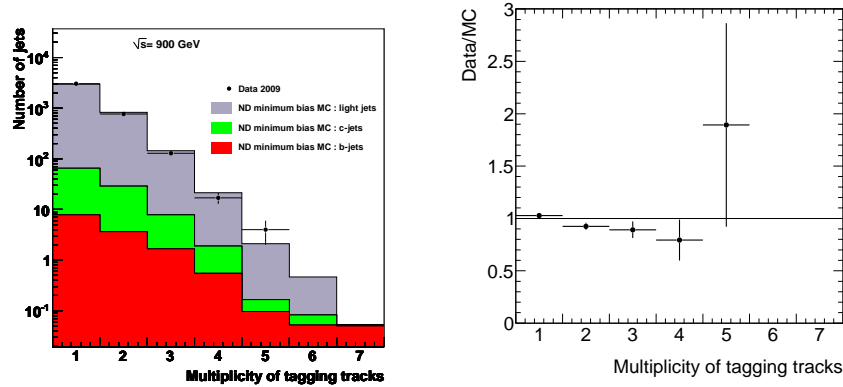 √s= 900 GeV
Number of jets
10⁴
10³
10²
10
1
10⁻¹
Data 2009
ND minimum bias MC : light jets
ND minimum bias MC : c-jets
ND minimum bias MC : b-jets
1 2 3 4 5 6 7
Multiplicity of tagging tracks
Data/MC
3
2.5
2
1.5
1
0.5
0
1 2 3 4 5 6 7
Multiplicity of tagging tracks